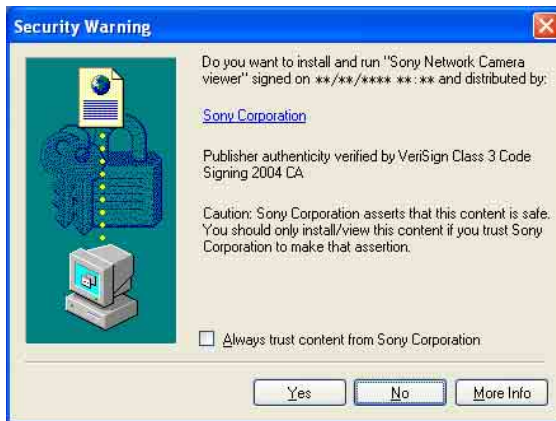 Security Warning
Do you want to install and run "Sony Network Camera
viewer" signed on **/**/**** **:** and distributed by:
Sony Corporation
Publisher authenticity verified by VeriSign Class 3 Code
Signing 2004 CA
Caution: Sony Corporation asserts that this content is safe.
You should only install/view this content if you trust Sony
Corporation to make that assertion.
Always trust content from Sony Corporation
Yes
No
More Info